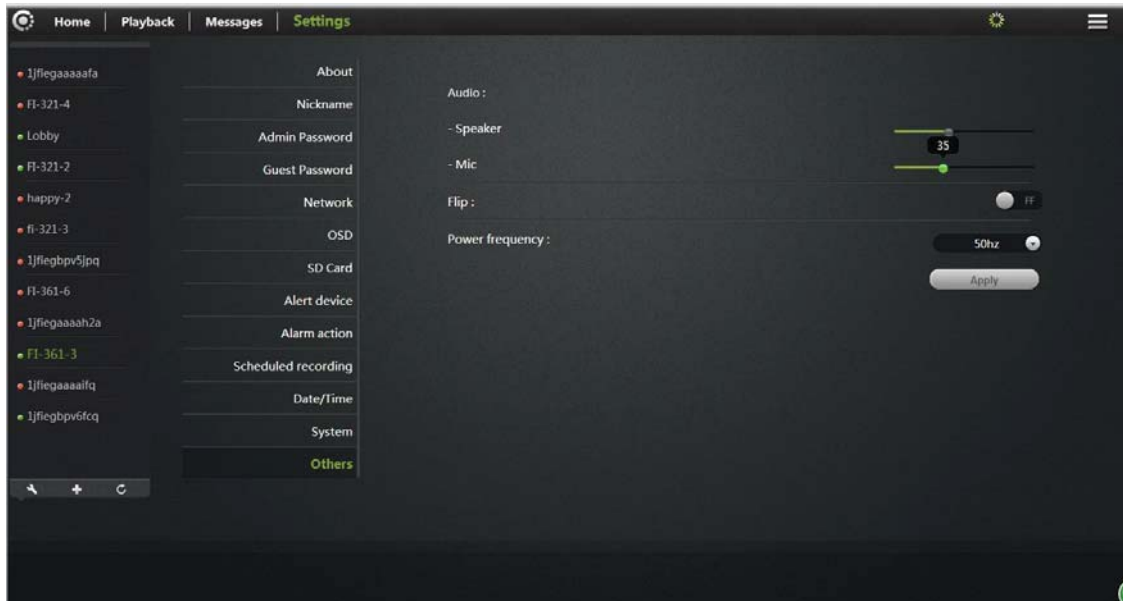 Home | Playback | Messages | Settings
1jfiegaaaaafa
FI-321-4
Lobby
FI-321-2
happy-2
fi-321-3
1jfiegbpv5jpq
FI-361-6
1jfiegaaaah2a
FI-361-3
1jfiegaaaaifq
1jfiegbpv6fcq
About
Nickname
Admin Password
Guest Password
Network
OSD
SD Card
Alert device
Alarm action
Scheduled recording
Date/Time
System
Others
Audio :
- Speaker
35
- Mic
Flip :
FF
Power frequency :
50hz
Apply